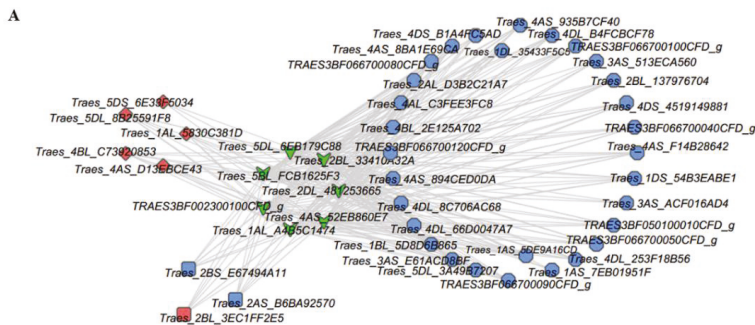 A
Traes_4AS_935B7CF40
Traes_4DS_B1A4FC5AD
Traes_4DL_B4FCBCF78
Traes_4AS_8BA1E69CA
Traes_1DL_35433F5C5
TRAES3BF066700100CFD_g
TRAES3BF066700080CFD_g
Traes_3AS_513ECA560
Traes_5DS_6E33F5034
Traes_2AL_D3B2C21A7
Traes_2BL_137976704
Traes_5DL_8B25591F8
Traes_4AL_C3FEE3FC8
Traes_4DS_4519149881
Traes_1AL_5830C381D
Traes_4BL_2E125A702
TRAES3BF066700040CFD_g
Traes_5DL_6EB179C88
TRAES3BF066700120CFD_g
Traes_4AS_F14B28642
Traes_4BL_C73920853
Traes_2BL_33410A32A
Traes_4AS_D13EBCE43
Traes_5BL_FCB1625F3
Traes_4AS_894CED0DA
Traes_1DS_54B3EABE1
Traes_2DL_481253665
TRAES3BF002300100CFD_g
Traes_4DL_8C706AC68
Traes_3AS_ACF016AD4
Traes_4AS_52EB860E7
Traes_1AL_A4B5C1474
Traes_4DL_66D0047A7
TRAES3BF050100010CFD_g
Traes_1BL_5D8D6B865
TRAES3BF066700050CFD_g
Traes_1AS_5DE9A16CD
Traes_3AS_E61ACD8BF
Traes_4DL_253F18B56
Traes_2BS_E67494A11
Traes_5DL_3A49B7207
Traes_1AS_7EB01951F
TRAES3BF066700090CFD_g
Traes_2AS_B6BA92570
Traes_2BL_3EC1FF2E5